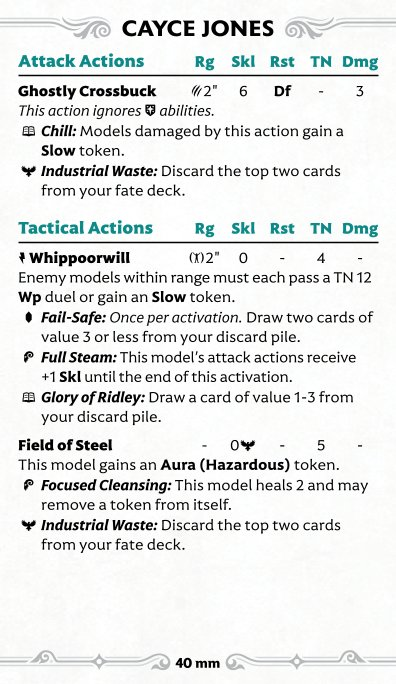 CAYCE JONES
Attack Actions Rg Skl Rst TN Dmg
Ghostly Crossbuck 2" 6 Df - 3
This action ignores abilities.
Chill: Models damaged by this action gain a
Slow token.
Industrial Waste: Discard the top two cards
from your fate deck.
Tactical Actions Rg Skl Rst TN Dmg
Whippoorwill 2" 0 - 4 -
Enemy models within range must each pass a TN 12
Wp duel or gain an Slow token.
Fail-Safe: Once per activation. Draw two cards of
value 3 or less from your discard pile.
Full Steam: This model's attack actions receive
+1 Skl until the end of this activation.
Glory of Ridley: Draw a card of value 1-3 from
your discard pile.
Field of Steel - 0 - 5 -
This model gains an Aura (Hazardous) token.
Focused Cleansing: This model heals 2 and may
remove a token from itself.
Industrial Waste: Discard the top two cards
from your fate deck.
40 mm